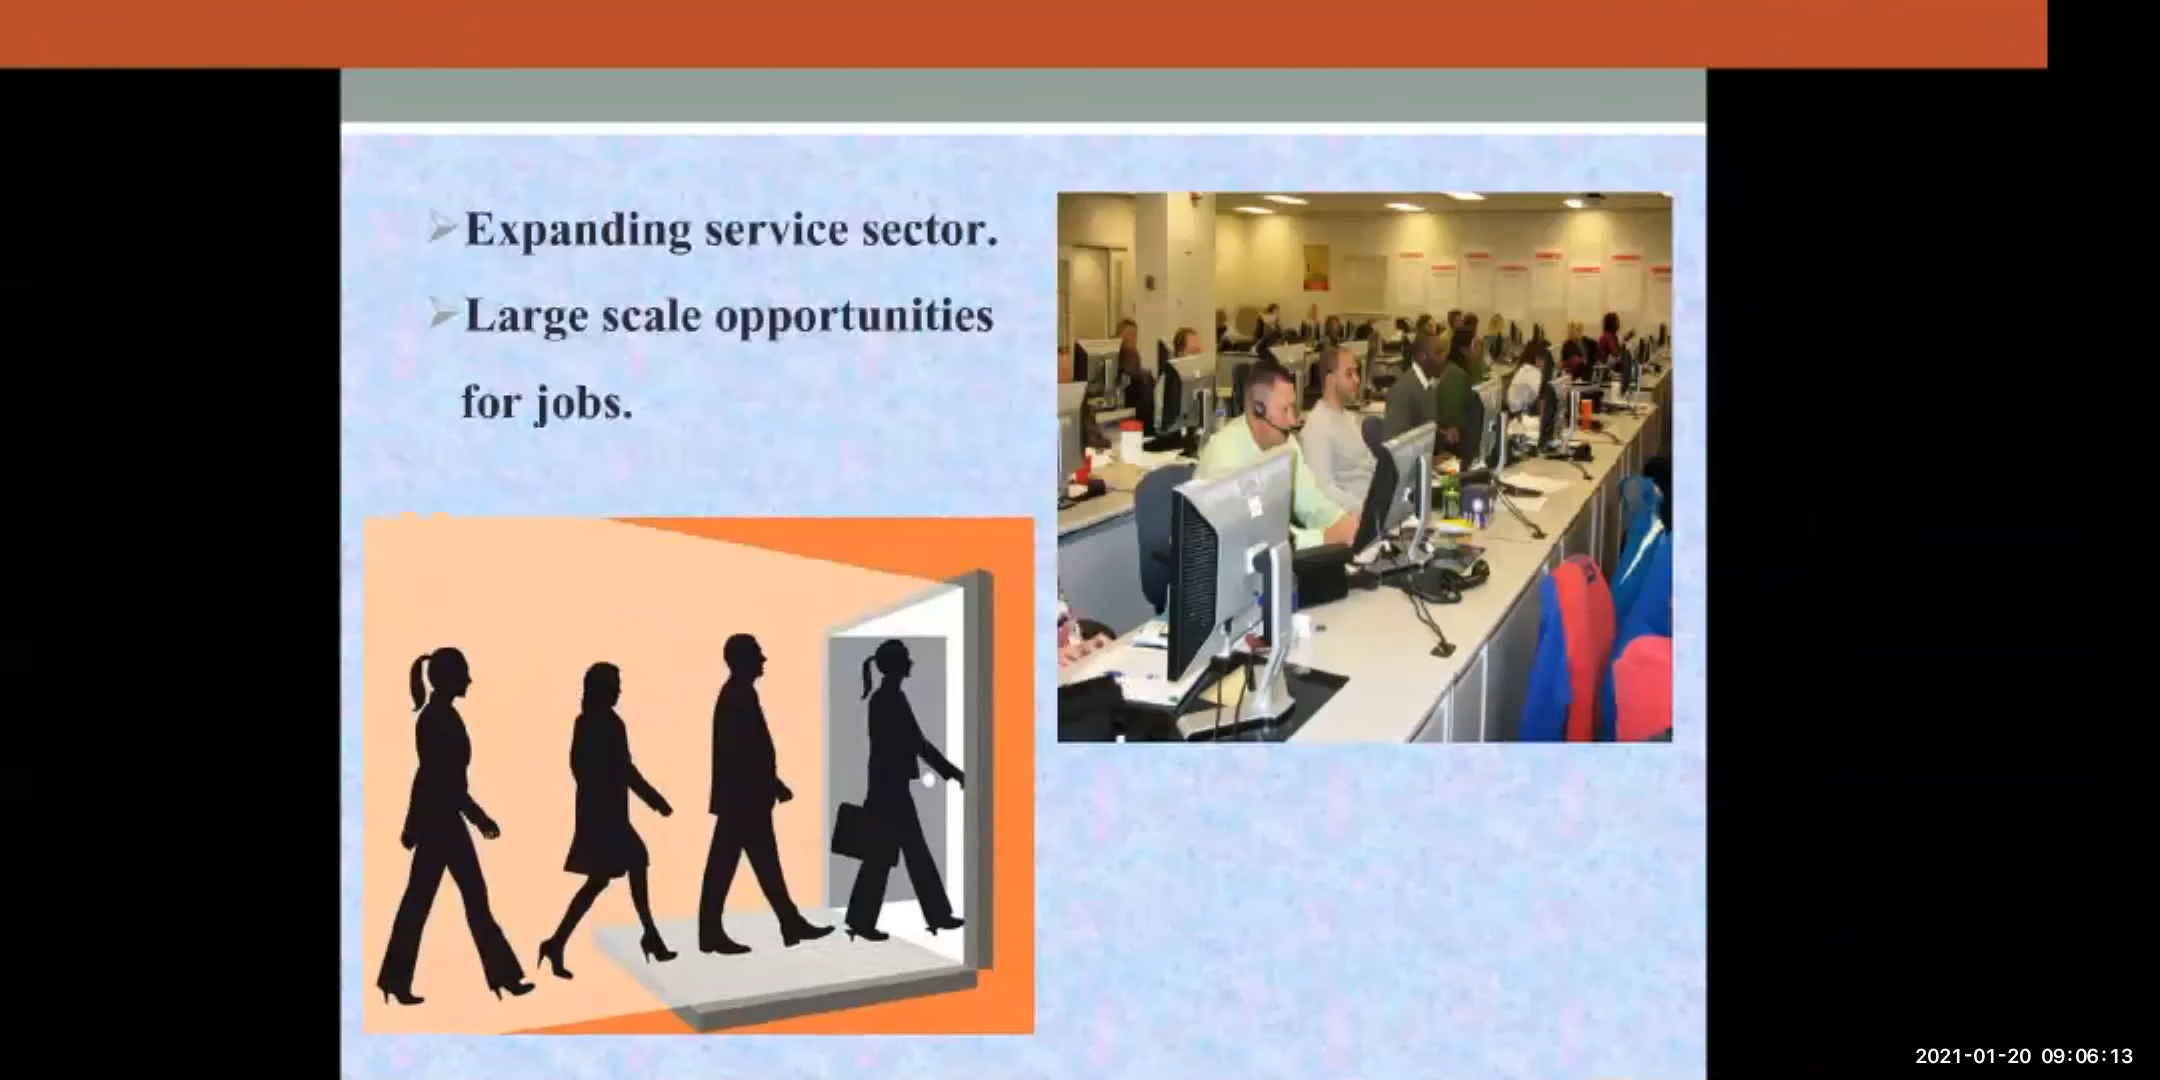 Expanding service sector.
Large scale opportunities
for jobs.
2021-01-20 09:06:13